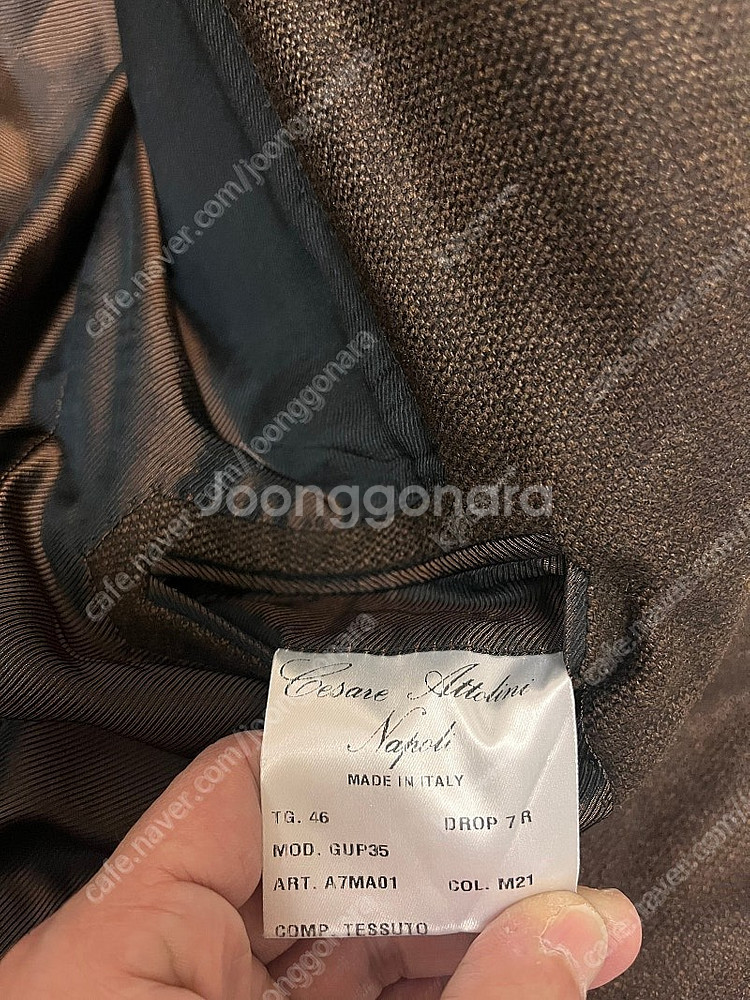 Joonggonara
cafe.naver.com/joonggonara
Cesare Attolini
Napoli
MADE IN ITALY
TG. 46 DROP 7 R
MOD. GUP35
ART. A7MA01 COL. M21
COMP. TESSUTO